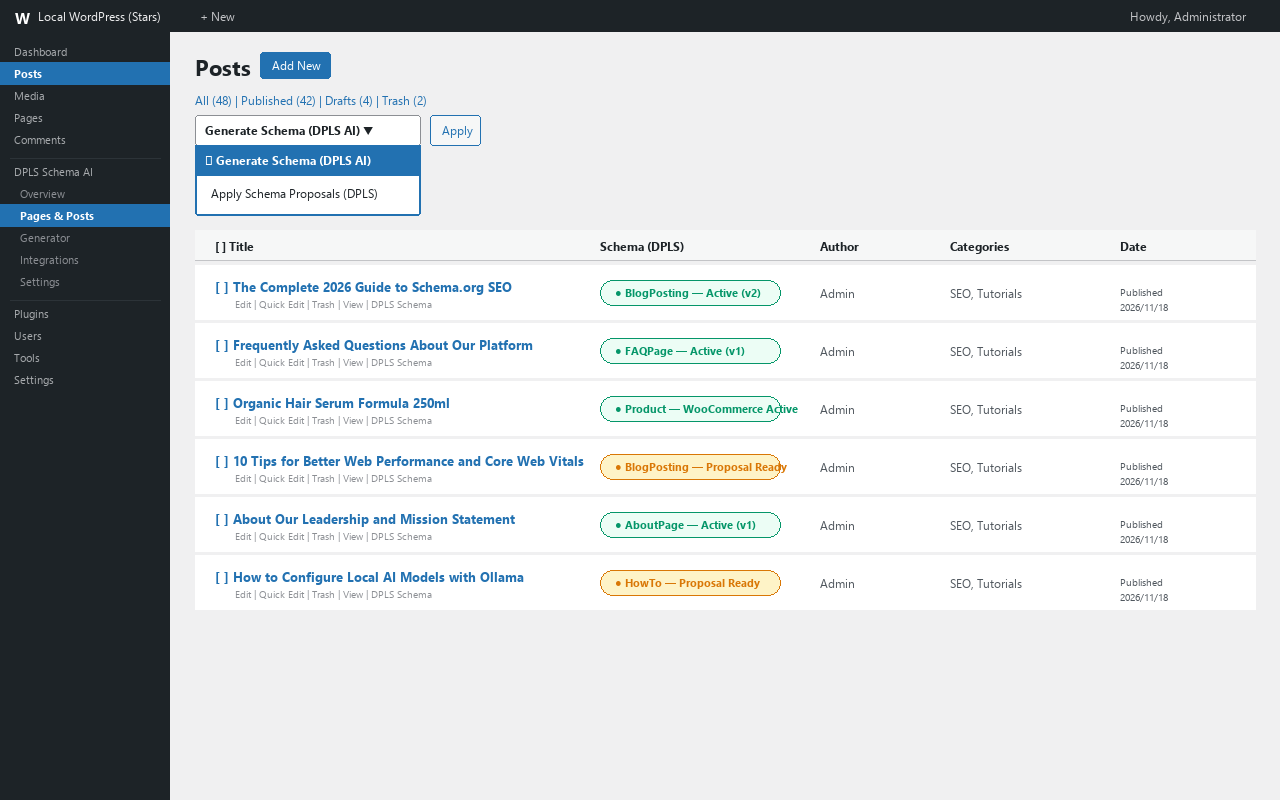 W Local WordPress (Stars) + New Howdy, Administrator
Dashboard
Posts
Media
Pages
Comments
DPLS Schema AI
Overview
Pages & Posts
Generator
Integrations
Settings
Plugins
Users
Tools
Settings
Posts Add New
All (48) | Published (42) | Drafts (4) | Trash (2)
Generate Schema (DPLS AI) ▼ Apply
Generate Schema (DPLS AI)
Apply Schema Proposals (DPLS)
[ ] Title Schema (DPLS) Author Categories Date
[ ] The Complete 2026 Guide to Schema.org SEO ● BlogPosting — Active (v2) Admin SEO, Tutorials Published
Edit | Quick Edit | Trash | View | DPLS Schema 2026/11/18
[ ] Frequently Asked Questions About Our Platform ● FAQPage — Active (v1) Admin SEO, Tutorials Published
Edit | Quick Edit | Trash | View | DPLS Schema 2026/11/18
[ ] Organic Hair Serum Formula 250ml ● Product — WooCommerce Active Admin SEO, Tutorials Published
Edit | Quick Edit | Trash | View | DPLS Schema 2026/11/18
[ ] 10 Tips for Better Web Performance and Core Web Vitals ● BlogPosting — Proposal Ready Admin SEO, Tutorials Published
Edit | Quick Edit | Trash | View | DPLS Schema 2026/11/18
[ ] About Our Leadership and Mission Statement ● AboutPage — Active (v1) Admin SEO, Tutorials Published
Edit | Quick Edit | Trash | View | DPLS Schema 2026/11/18
[ ] How to Configure Local AI Models with Ollama ● HowTo — Proposal Ready Admin SEO, Tutorials Published
Edit | Quick Edit | Trash | View | DPLS Schema 2026/11/18